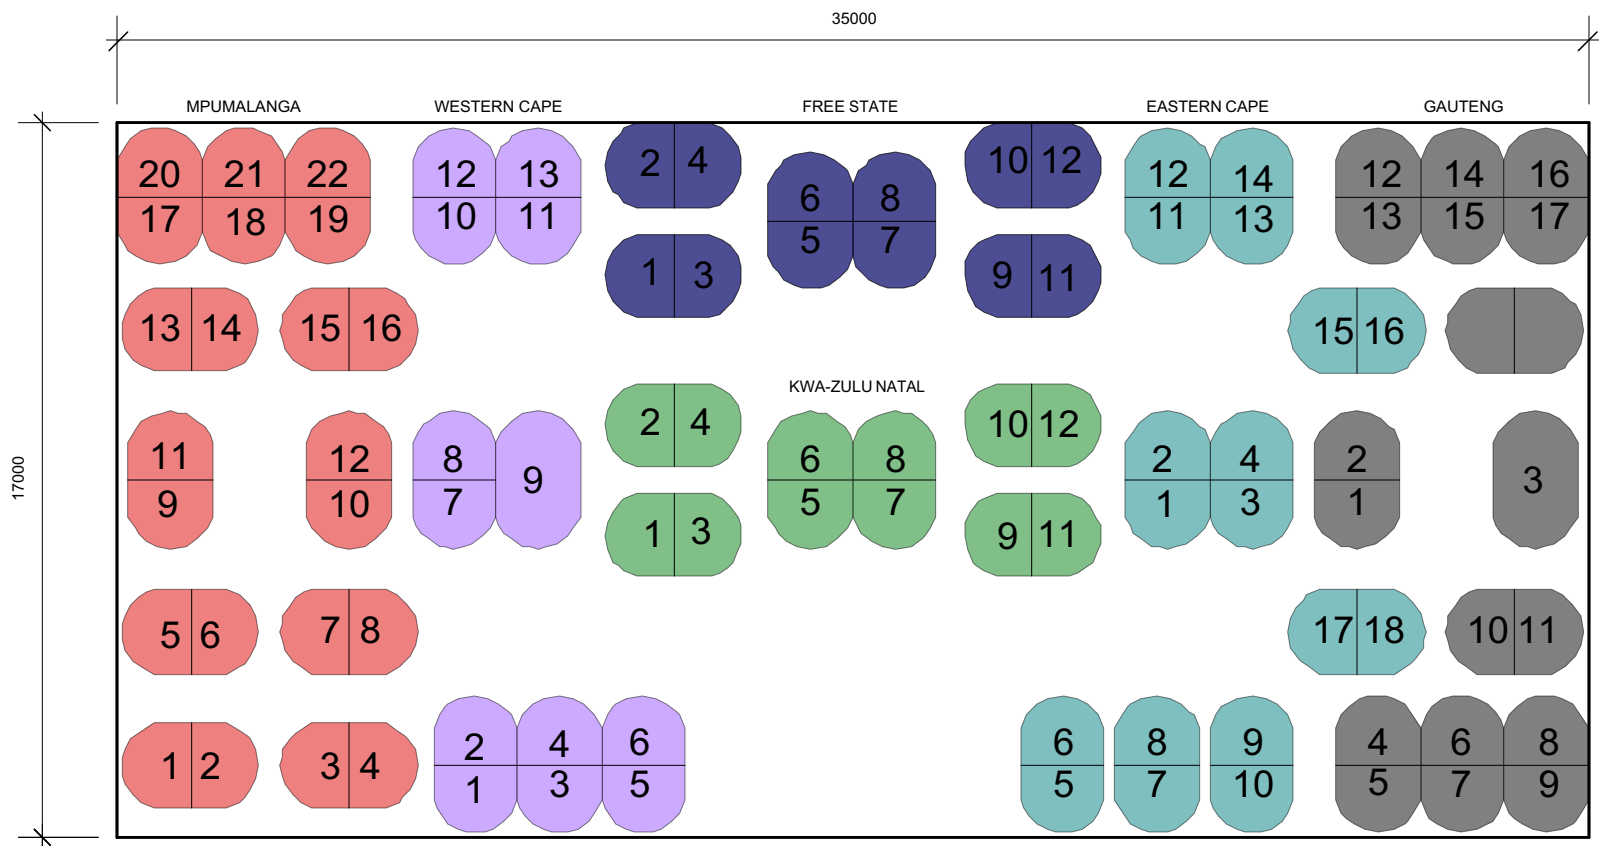 35000
MPUMALANGA WESTERN CAPE FREE STATE EASTERN CAPE GAUTENG
20 21 22 12 13 2 4 6 8 10 12 12 14 12 14 16
17 18 19 10 11 1 3 5 7 9 11 11 13 13 15 17
13 14 15 16 15 16
KWA-ZULU NATAL
2 4 10 12
11 12 8 9 6 8 2 4 2 3
9 10 7 5 7 1 3 1
1 3 9 11
17000
5 6 7 8 17 18 10 11
2 4 6 6 8 9 4 6 8
1 2 3 4 1 3 5 5 7 10 5 7 9